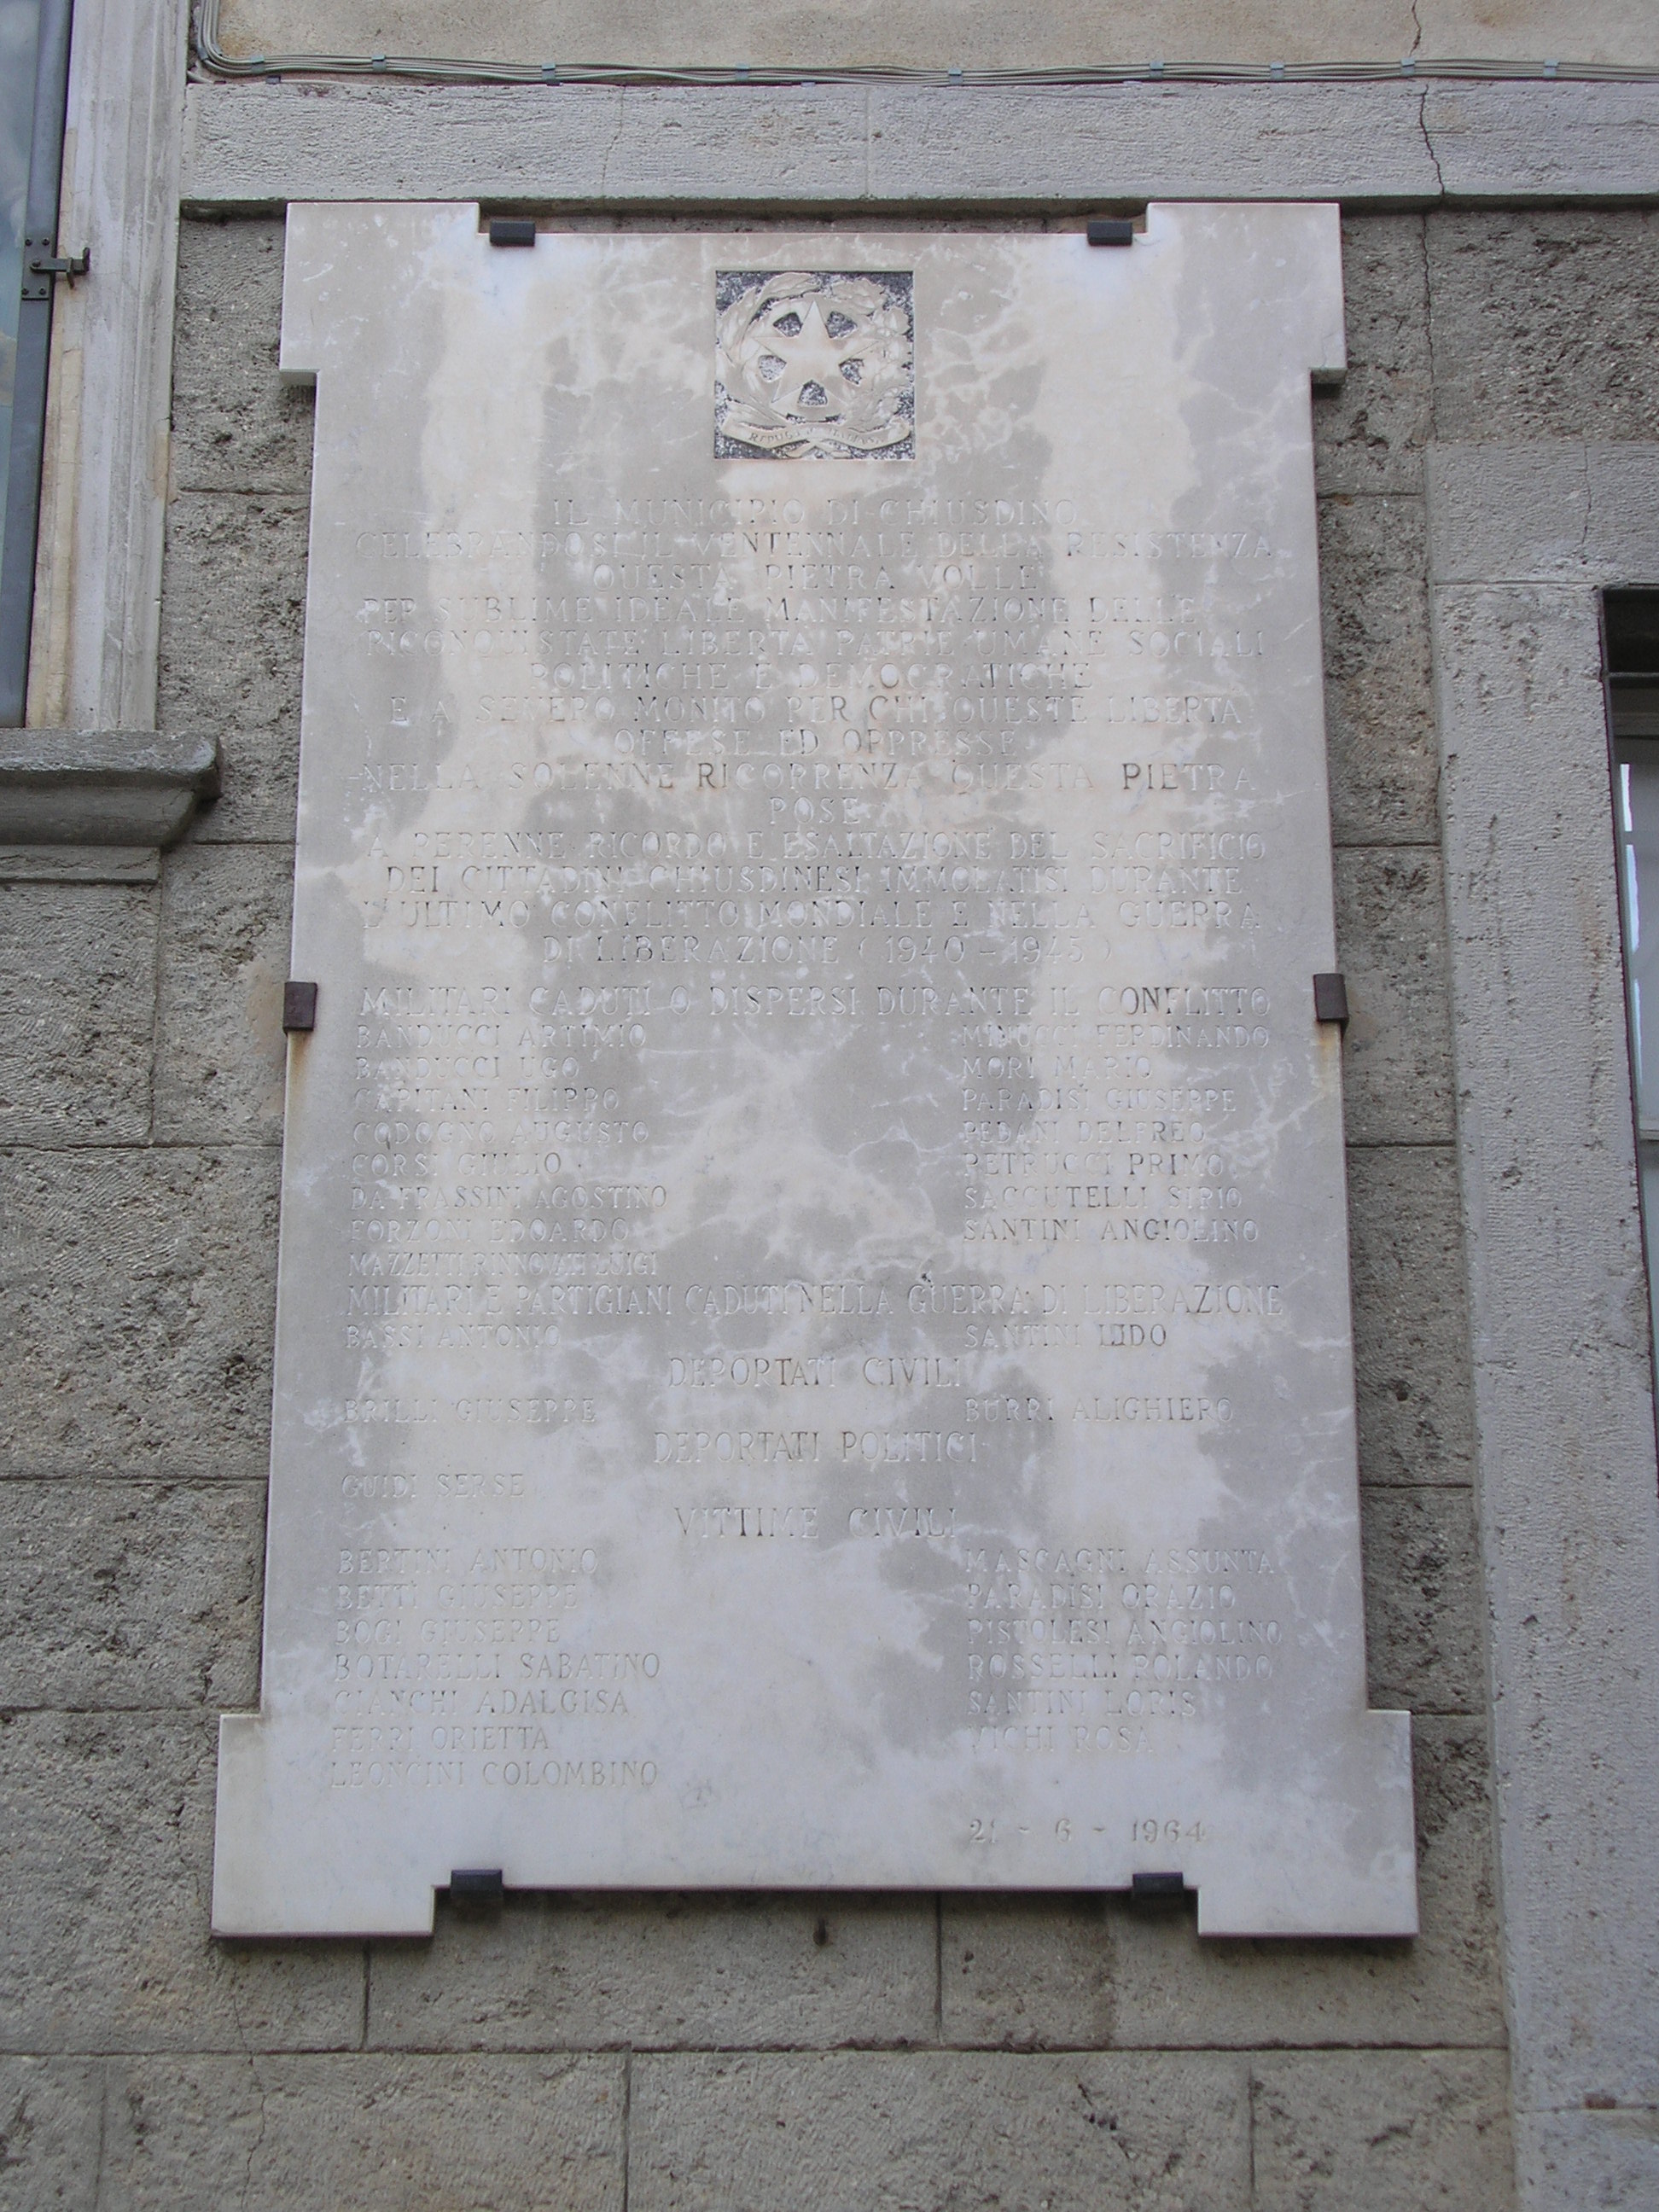 REPUBBLICA ITALIANA
IL MUNICIPIO DI CHIUSDINO
CELEBRANDOSI IL VENTENNALE DELLA RESISTENZA
QUESTA PIETRA VOLLE
PER SUBLIME IDEALE MANIFESTAZIONE DELLE
RICONQUISTATE LIBERTA PATRIE UMANE SOCIALI
POLITICHE E DEMOCRATICHE
E A SEVERO MONITO PER CHI QUESTE LIBERTA
OFFESE ED OPPRESSE
NELLA SOLENNE RICORRENZA QUESTA PIETRA
POSE
A PERENNE RICORDO E ESALTAZIONE DEL SACRIFICIO
DEI CITTADINI CHIUSDINESI IMMOLATISI DURANTE
L'ULTIMO CONFLITTO MONDIALE E NELLA GUERRA
DI LIBERAZIONE (1940 - 1945)
MILITARI CADUTI O DISPERSI DURANTE IL CONFLITTO
BANDUCCI ARTIMIO MINUCCI FERDINANDO
BANDUCCI UGO MORI MARIO
CAPITANI FILIPPO PARADISI GIUSEPPE
CODOGNO AUGUSTO PEDANI DELFREO
CORSI GIULIO PETRUCCI PRIMO
DA FRASSINI AGOSTINO SACCUTELLI SIRIO
FORZONI EDOARDO SANTINI ANGIOLINO
MAZZETTI RINNOVATI LUIGI
MILITARI E PARTIGIANI CADUTI NELLA GUERRA DI LIBERAZIONE
BASSI ANTONIO SANTINI LIDO
DEPORTATI CIVILI
BRILLI GIUSEPPE BURRI ALIGHIERO
DEPORTATI POLITICI
GUIDI SERSE
VITTIME CIVILI
BERTINI ANTONIO MASCAGNI ASSUNTA
BETTI GIUSEPPE PARADISI ORAZIO
BOGI GIUSEPPE PISTOLESI ANGIOLINO
BOTARELLI SABATINO ROSSELLI ROLANDO
CIANCHI ADALGISA SANTINI LORIS
FERRI ORIETTA VICHI ROSA
LEONCINI COLOMBINO
21 - 6 - 1964